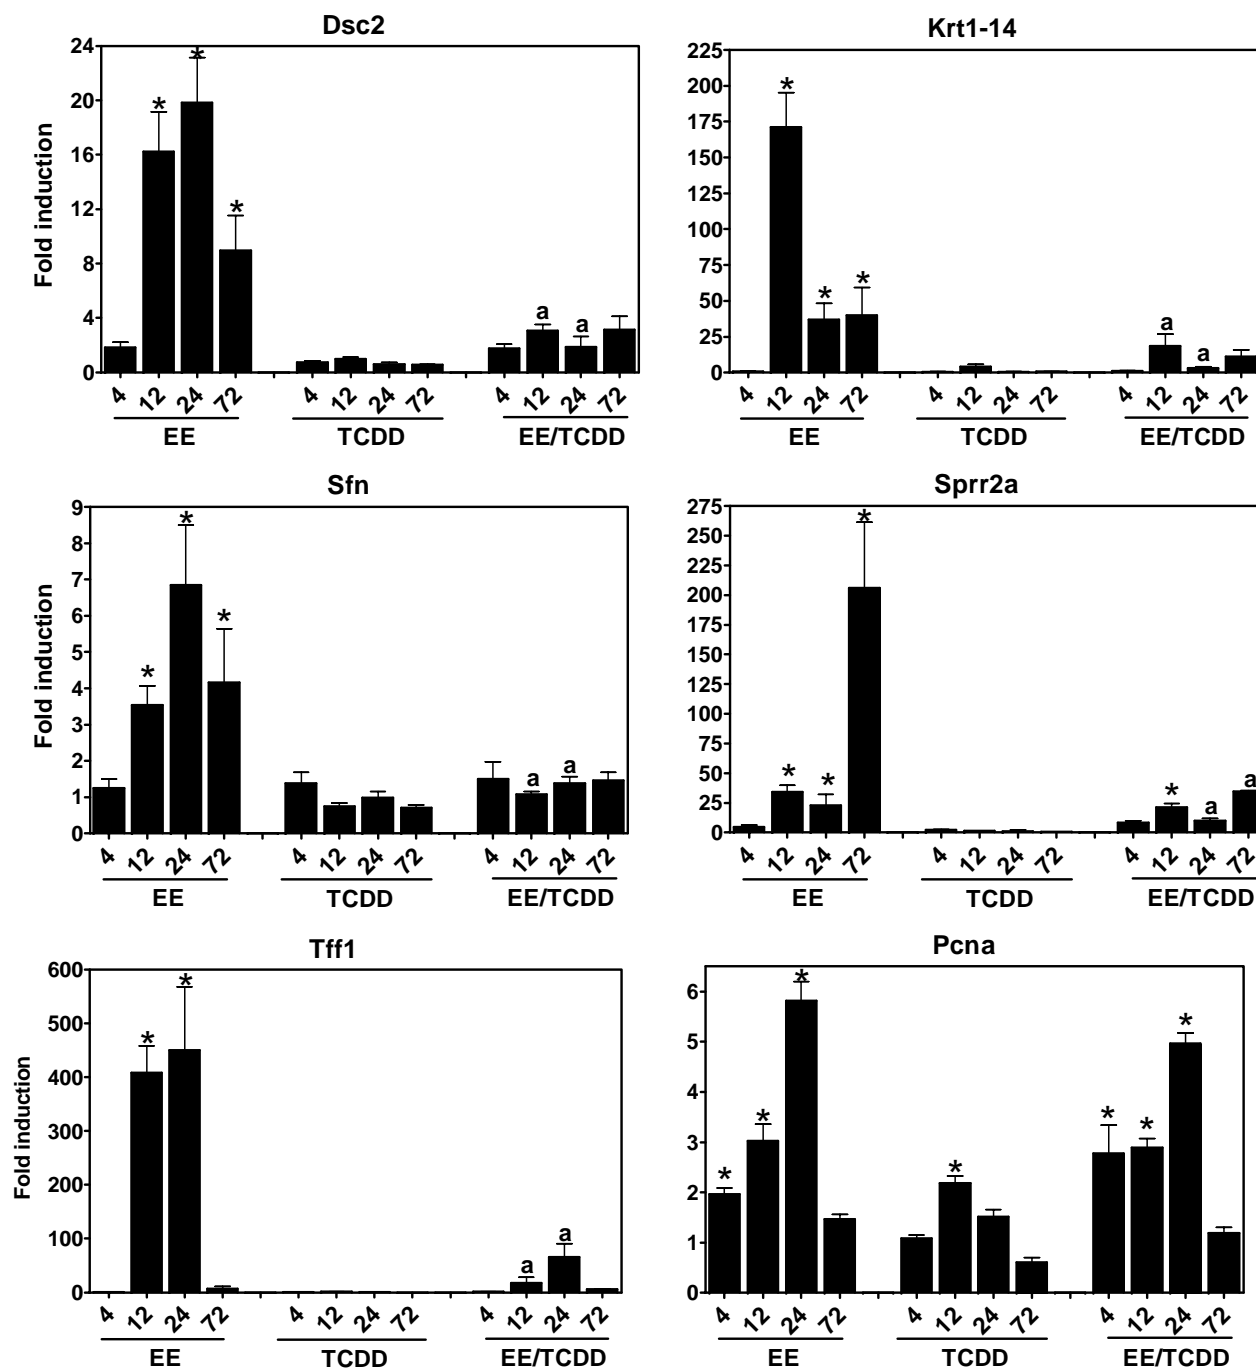 Dsc2
Fold induction
24
20
16
12
8
4
0
* * *
a a
4 12 24 72 4 12 24 72 4 12 24 72
EE TCDD EE/TCDD
Krt1-14
225
200
175
150
125
100
75
50
25
0
* * *
a a
4 12 24 72 4 12 24 72 4 12 24 72
EE TCDD EE/TCDD
Sfn
Fold induction
9
8
7
6
5
4
3
2
1
0
* * *
a a
4 12 24 72 4 12 24 72 4 12 24 72
EE TCDD EE/TCDD
Sprr2a
275
250
225
200
175
150
125
100
75
50
25
0
* * *
* a a
4 12 24 72 4 12 24 72 4 12 24 72
EE TCDD EE/TCDD
Tff1
Fold induction
600
500
400
300
200
100
0
* *
a a
4 12 24 72 4 12 24 72 4 12 24 72
EE TCDD EE/TCDD
Pcna
6
5
4
3
2
1
0
* * *
*
* * *
4 12 24 72 4 12 24 72 4 12 24 72
EE TCDD EE/TCDD